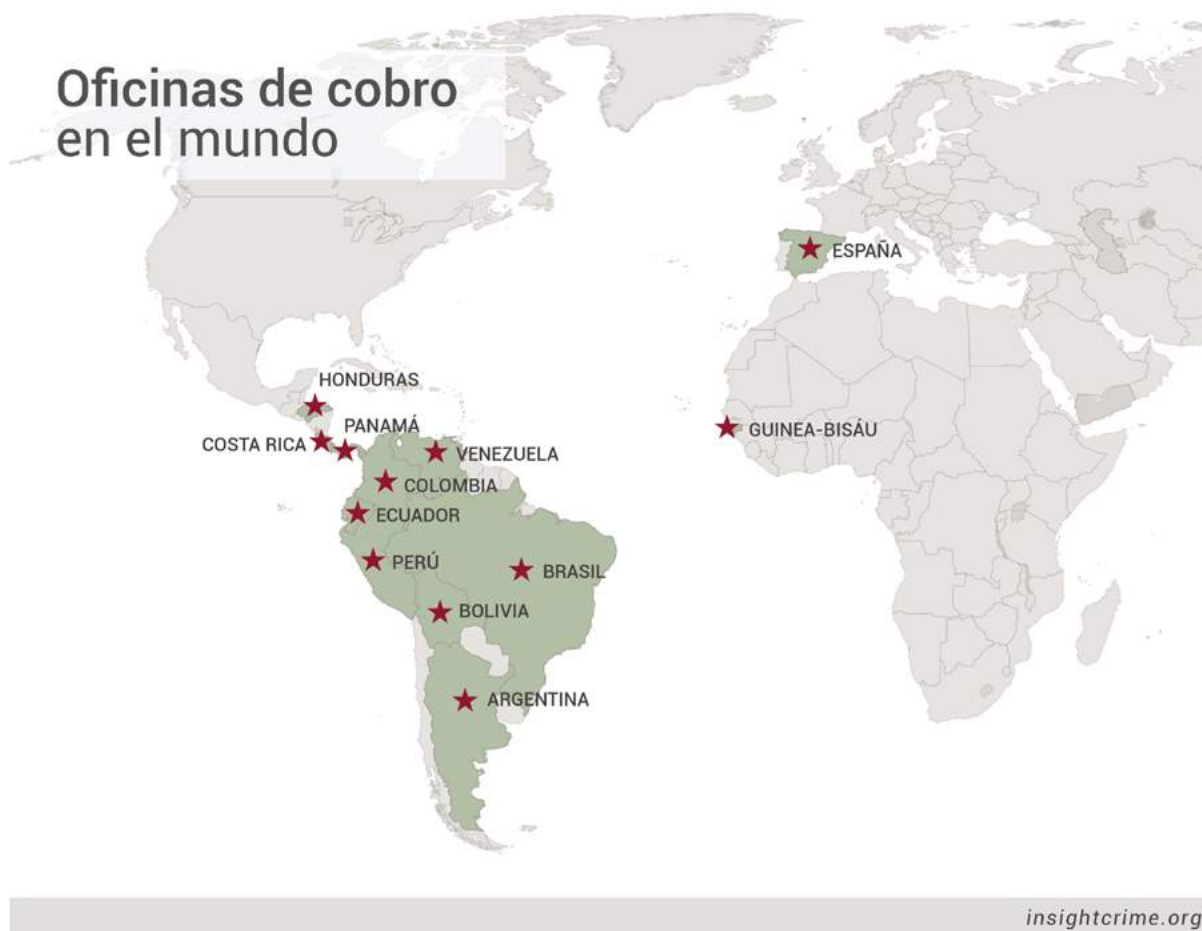 Oficinas de cobro
en el mundo
ESPAÑA
HONDURAS
PANAMÁ
COSTA RICA
GUINEA-BISÁU
VENEZUELA
COLOMBIA
ECUADOR
PERÚ
BRASIL
BOLIVIA
ARGENTINA
insightcrime.org